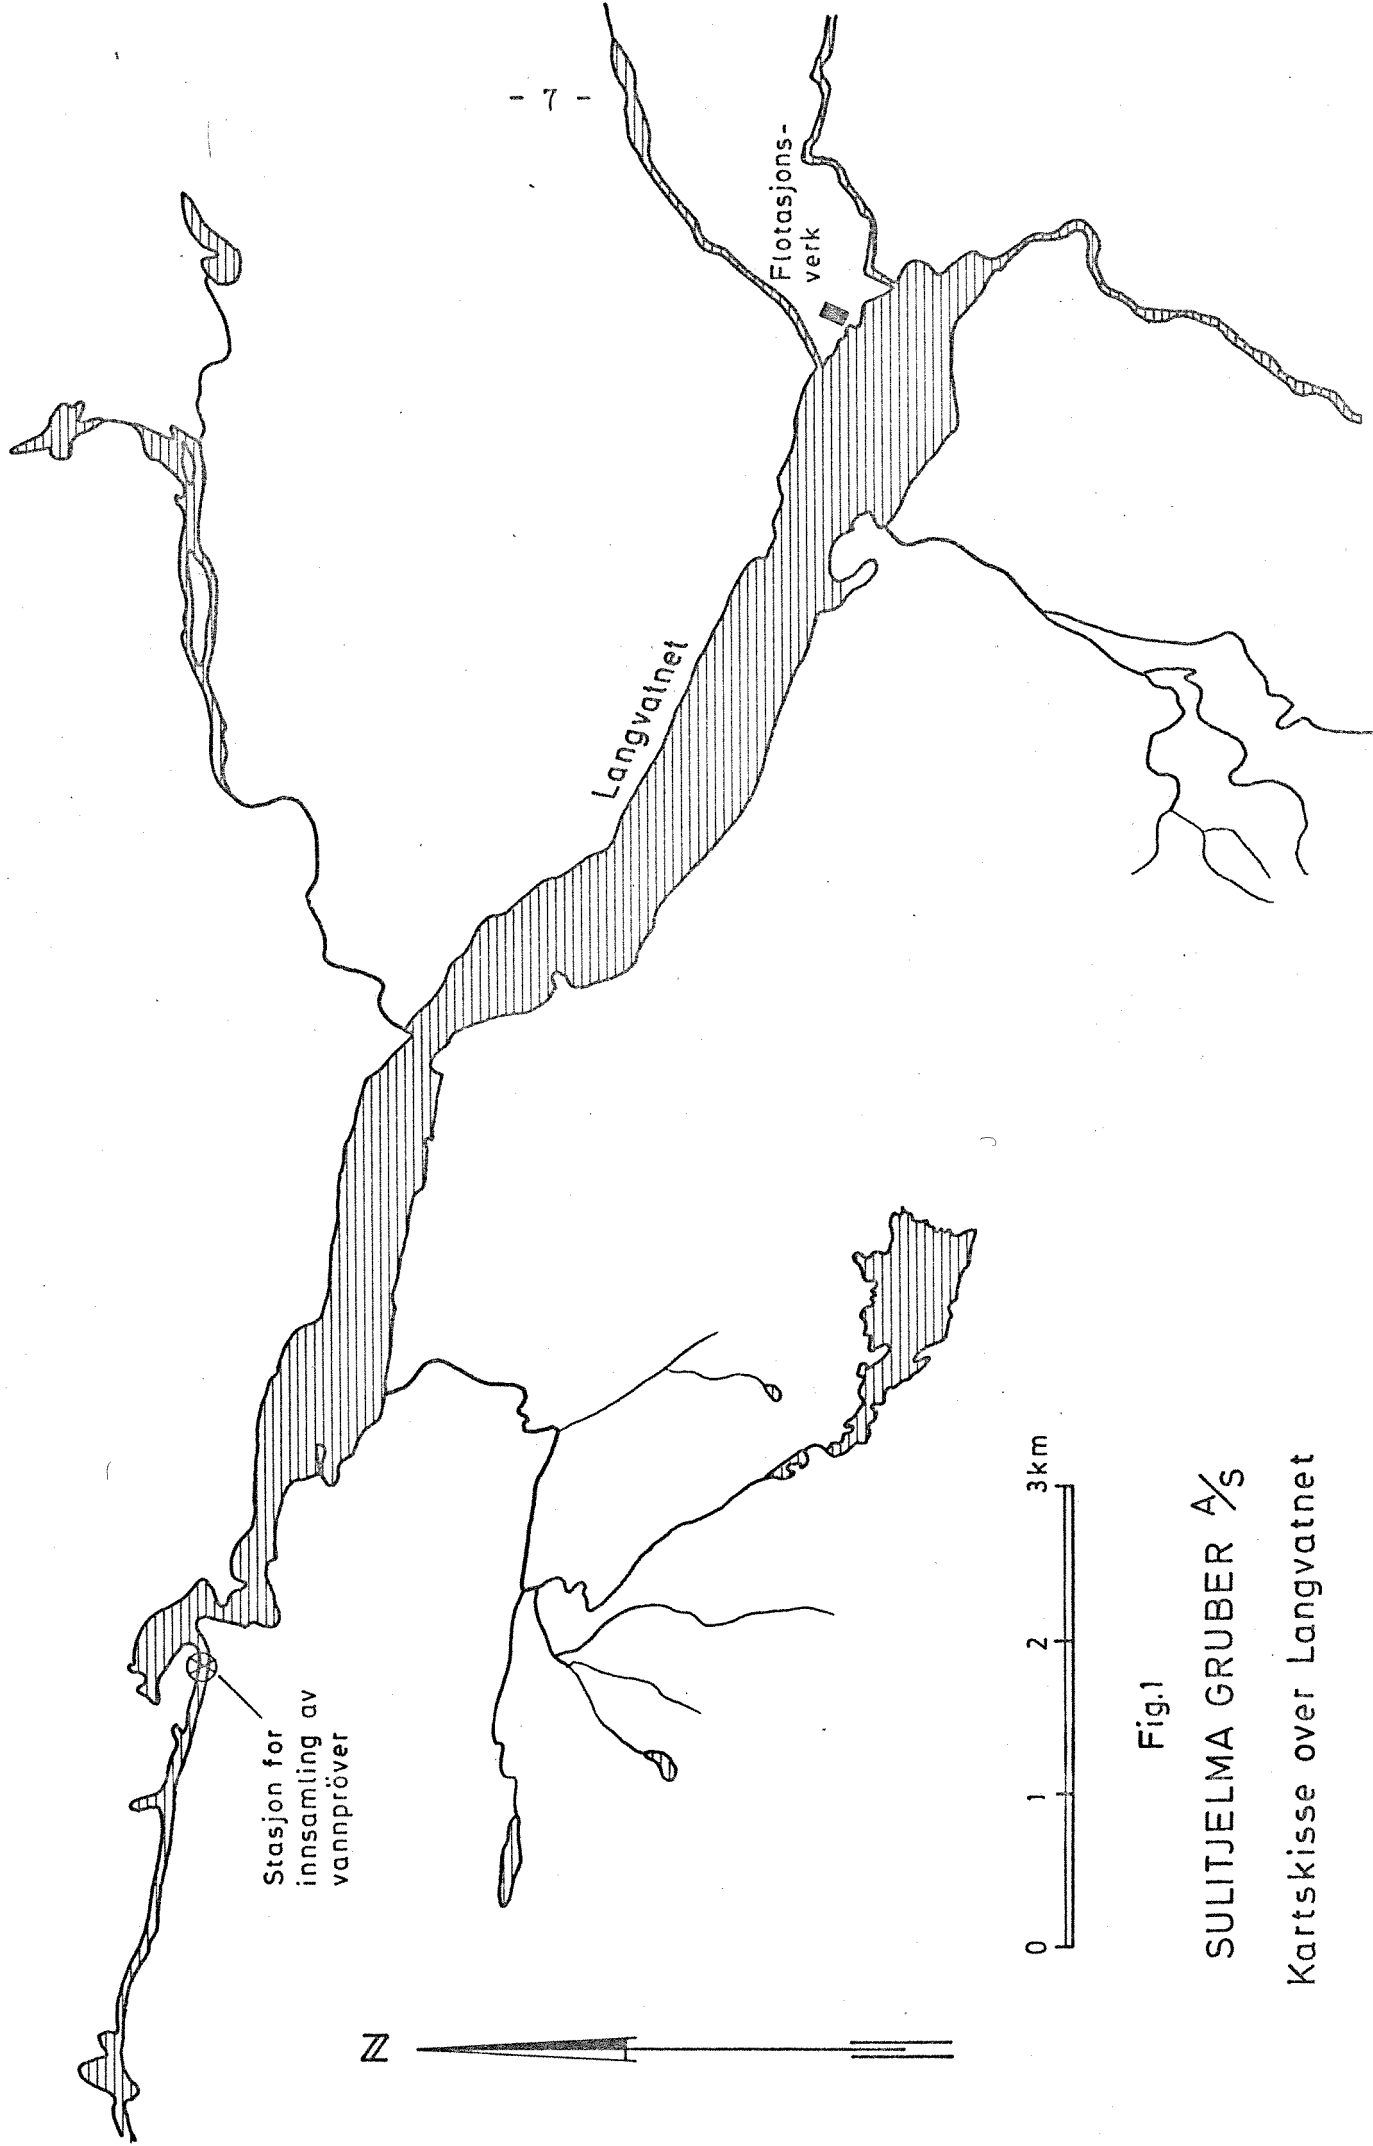 - 7 -
Flotasjons-
verk
Langvatnet
Stasjon for
innsamling av
vannpröver
N
0 1 2 3km
Fig.1
SULITJELMA GRUBER A/S
Kartskisse over Langvatnet